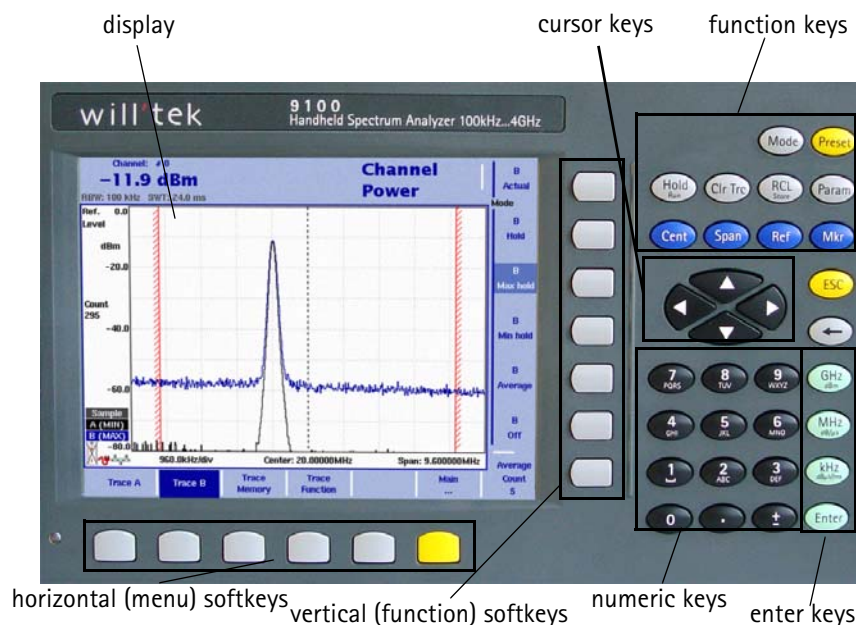 display
cursor keys
function keys
will'tek
9100
Handheld Spectrum Analyzer 100kHz...4GHz
Mode
Preset
Hold
Run
Clr Trc
RCL
Store
Param
Cent
Span
Ref
Mkr
ESC
Channel: # 0
-11.9 dBm
Channel
Power
RBW: 100 kHz SWT: 24.0 ms
B
Actual
Mode
B
Hold
B
Max hold
B
Min hold
B
Average
B
Off
Average
Count
5
Ref.
Level
0.0
dBm
-20.0
Count
295
-40.0
-60.0
Sample
A (MIN)
B (MAX)
-80.0
960.0kHz/div
Center: 20.00000MHz
Span: 9.600000MHz
Trace A
Trace B
Trace
Memory
Trace
Function
Main
...
7
PQRS
8
TUV
9
WXYZ
GHz
dBm
4
GHI
5
JKL
6
MNO
MHz
dB/µs
1
2
ABC
3
DEF
kHz
0
.
±
Enter
horizontal (menu) softkeys
vertical (function) softkeys
numeric keys
enter keys